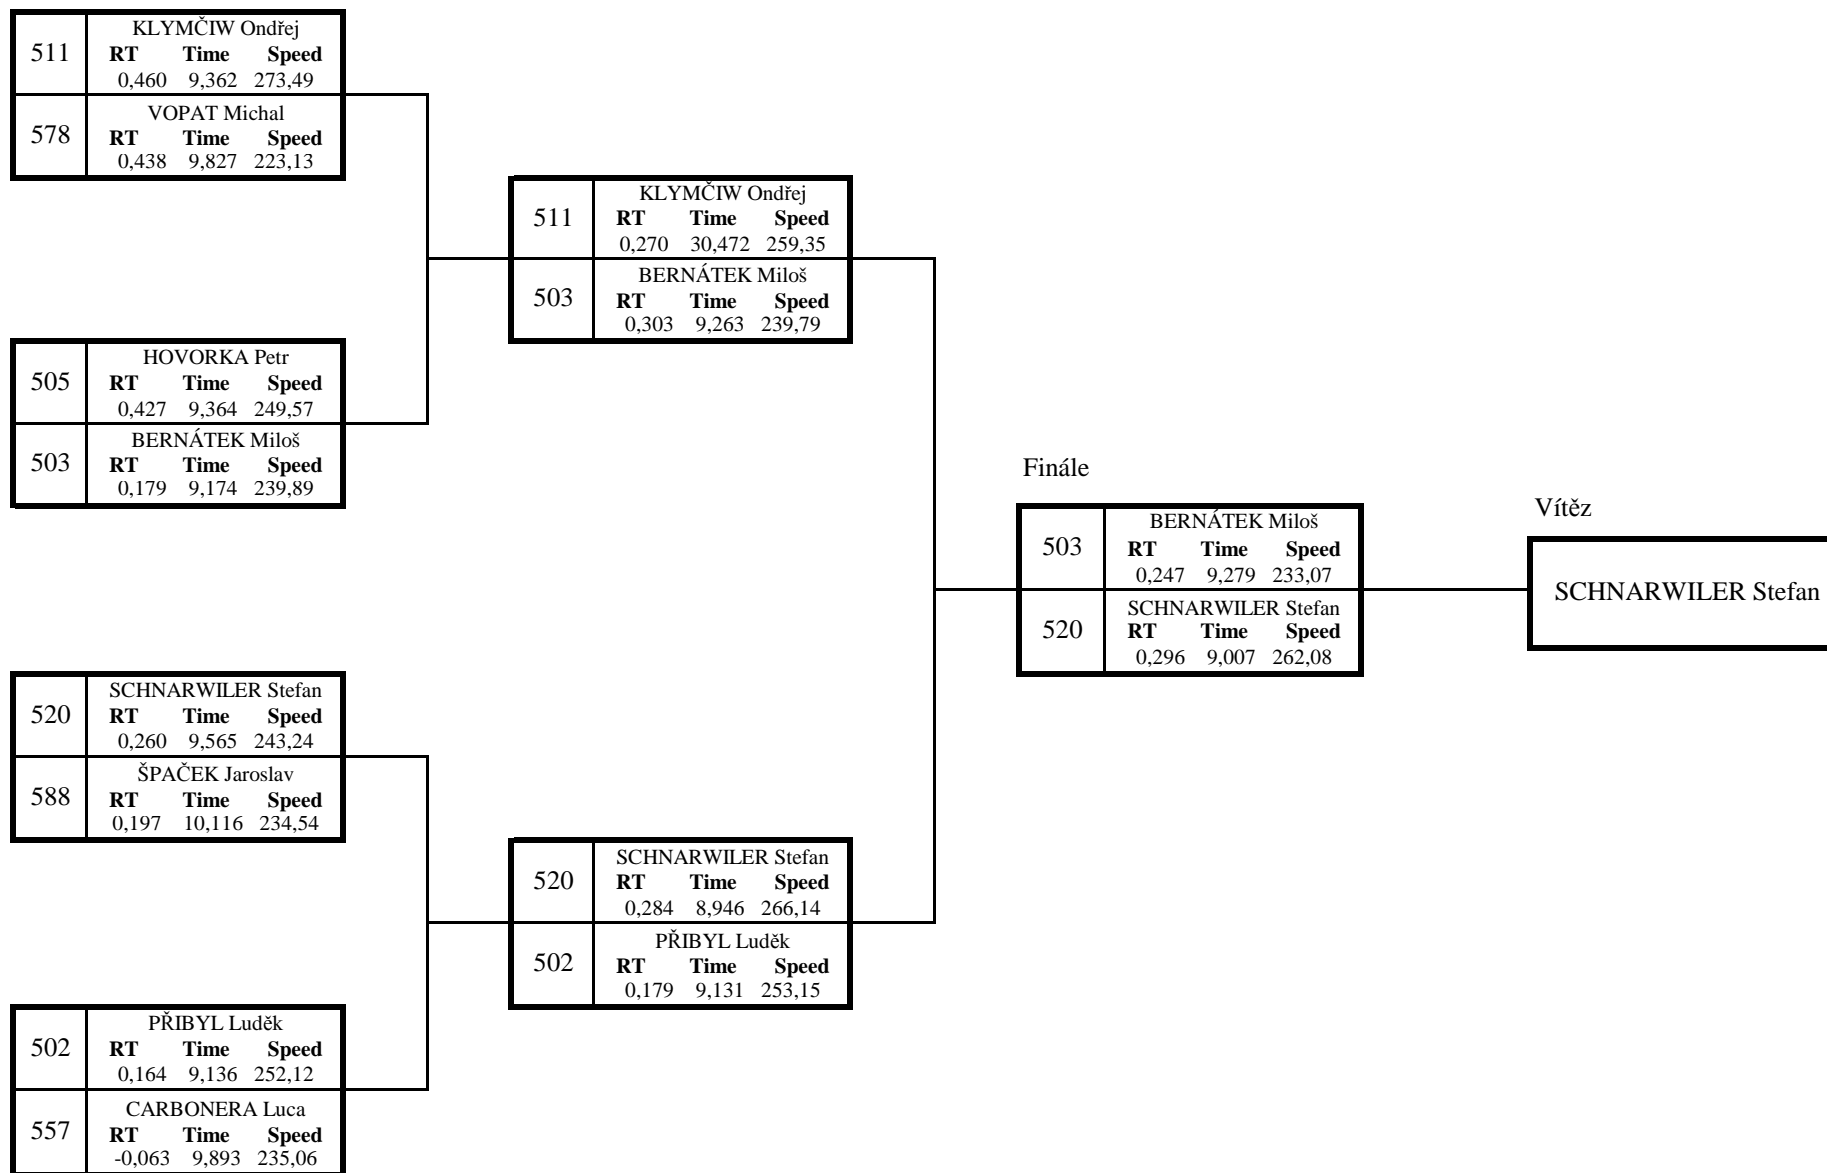 KLYMČIW Ondřej
511 RT Time Speed
0,460 9,362 273,49
VOPAT Michal
578 RT Time Speed
0,438 9,827 223,13
HOVORKA Petr
505 RT Time Speed
0,427 9,364 249,57
BERNÁTEK Miloš
503 RT Time Speed
0,179 9,174 239,89
SCHNARWILER Stefan
520 RT Time Speed
0,260 9,565 243,24
ŠPAČEK Jaroslav
588 RT Time Speed
0,197 10,116 234,54
PŘIBYL Luděk
502 RT Time Speed
0,164 9,136 252,12
CARBONERA Luca
557 RT Time Speed
-0,063 9,893 235,06
KLYMČIW Ondřej
511 RT Time Speed
0,270 30,472 259,35
BERNÁTEK Miloš
503 RT Time Speed
0,303 9,263 239,79
SCHNARWILER Stefan
520 RT Time Speed
0,284 8,946 266,14
PŘIBYL Luděk
502 RT Time Speed
0,179 9,131 253,15
Finále
BERNÁTEK Miloš
503 RT Time Speed
0,247 9,279 233,07
SCHNARWILER Stefan
520 RT Time Speed
0,296 9,007 262,08
Vítěz
SCHNARWILER Stefan